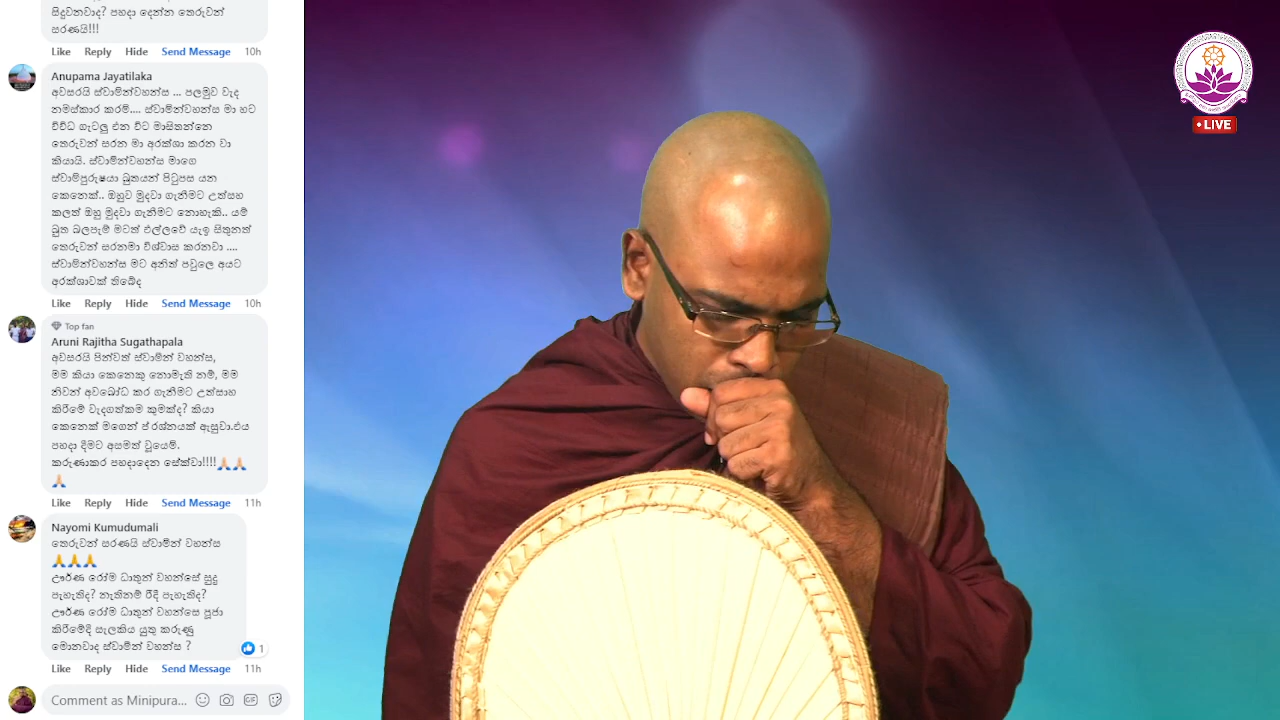 සිදුවනවාද? පහදා දෙන්න තෙරුවන්
සරණයි!!!
Like Reply Hide Send Message 10h
Anupama Jayatilaka
අවසරයි ස්වාමින්වහන්ස ... පලමුව වැද
නමස්කාර කරමි.... ස්වාමින්වහන්ස මා හට
විවිධ ගැටලු එන විට මාසිතන්නෙ
තෙරුවන් සරන මා අරක්ශා කරන වා
කියායි. ස්වාමින්වහන්ස මාගෙ
ස්වාමිපුරුෂයා බුතයන් පිටුපස යන
කෙනෙක්.. ඔහුව මුදවා ගැනීමට උත්සහ
කලත් ඔහු මුදවා ගැනීමට නොහැකි.. යම්
බුත බලපෑම් මටත් එල්ලවේ යැඉ සිතුනත්
තෙරුවන් සරනමා විශ්වාස කරනවා ....
ස්වාමින්වහන්ස මට අනිත් පවුලෙ අයට
අරක්ශාවක් තිබේද
Like Reply Hide Send Message 10h
Top fan
Aruni Rajitha Sugathapala
අවසරයි පින්වත් ස්වාමින් වහන්ස,
මම කියා කෙනෙකු නොමැති නම්, මම
නිවන් අවබෝධ කර ගැනීමට උත්සාහ
කිරීමේ වැදගත්කම කුමක්ද? කියා
කෙනෙක් මගෙන් ප්රශ්නයක් ඇසුවා.එය
පහදා දීමට අසමත් වූයෙමි.
කරුණාකර පහදාදෙන සේක්වා!!!!🙏🙏
🙏
Like Reply Hide Send Message 11h
Nayomi Kumudumali
තෙරුවන් සරණයි ස්වාමින් වහන්ස
🙏🙏🙏
ඌර්ණ රෝම ධාතුන් වහන්සේ සුදු
පැහැතිද? නැතිනම් රිදී පැහැතිද?
ඌර්ණ රෝම ධාතුන් වහන්සෙ පූජා
කිරීමේදී සැලකිය යුතු කරුණු
මොනවාද ස්වාමීන් වහන්ස ?
1
Like Reply Hide Send Message 11h
Comment as Minipura...
GIF
LIVE